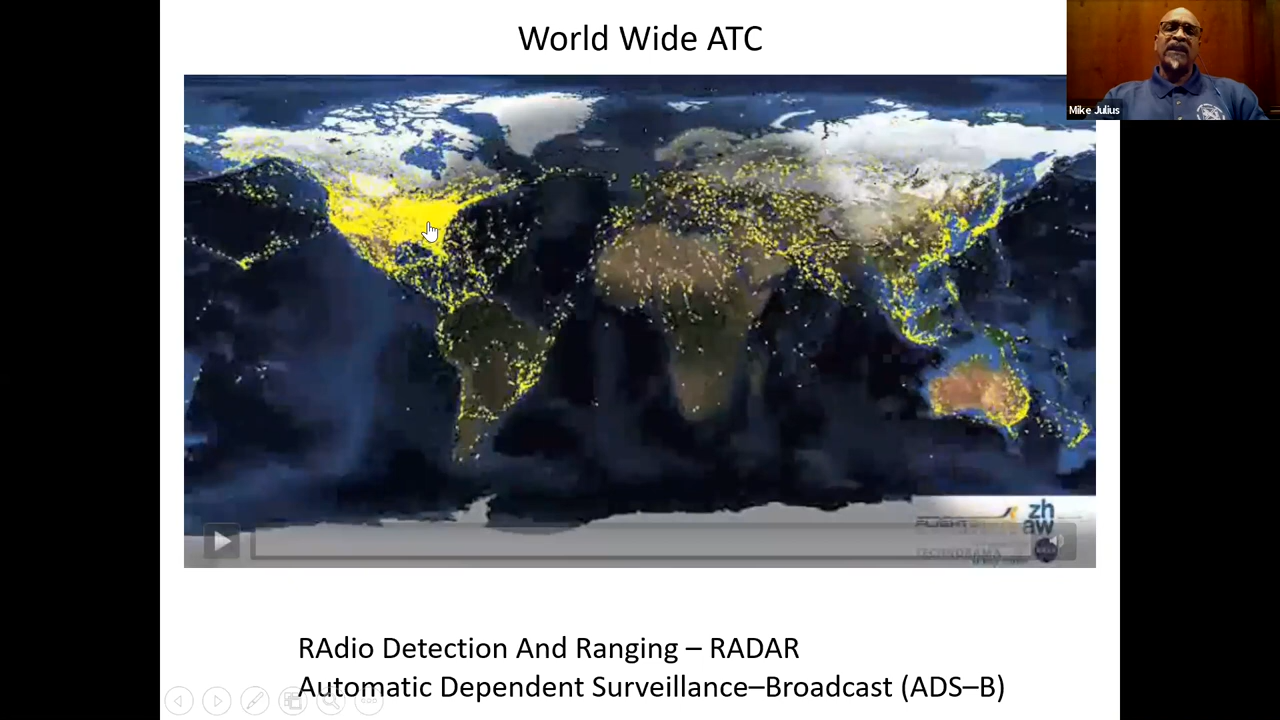 World Wide ATC
Mike Julius
zh
aw
RAdio Detection And Ranging – RADAR
Automatic Dependent Surveillance–Broadcast (ADS–B)